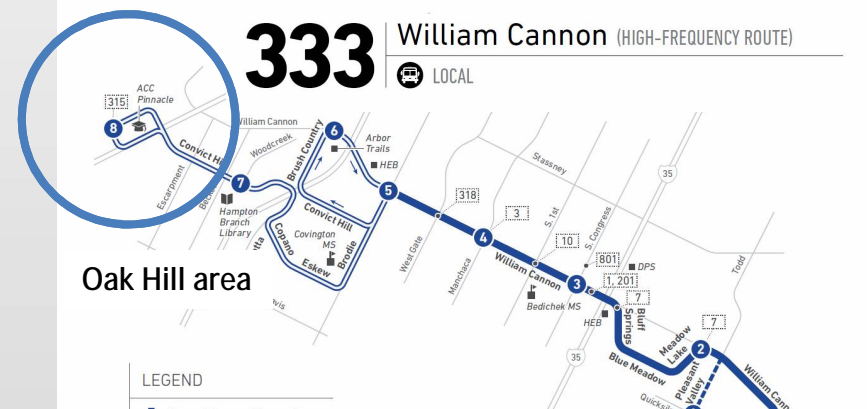 333
William Cannon (HIGH-FREQUENCY ROUTE)
LOCAL
ACC
Pinnacle
315
8
Convict Hill
Escarpment
7
Hampton
Branch
Library
William Cannon
Woodcreek
Brush Country
6
Arbor
Trails
HEB
5
Convict Hill
Covington
MS
Copano
Eskew
Brodie
Oak Hill area
318
3
4
West Gate
Manchaca
William Cannon
Stassney
S. 1st
S. Congress
35
10
801
DPS
1, 201
3
7
Bedichek MS
HEB
Bluff
Springs
Todd
7
Meadow
Lake
2
Blue Meadow
Pleasant
Valley
35
William Cann
LEGEND